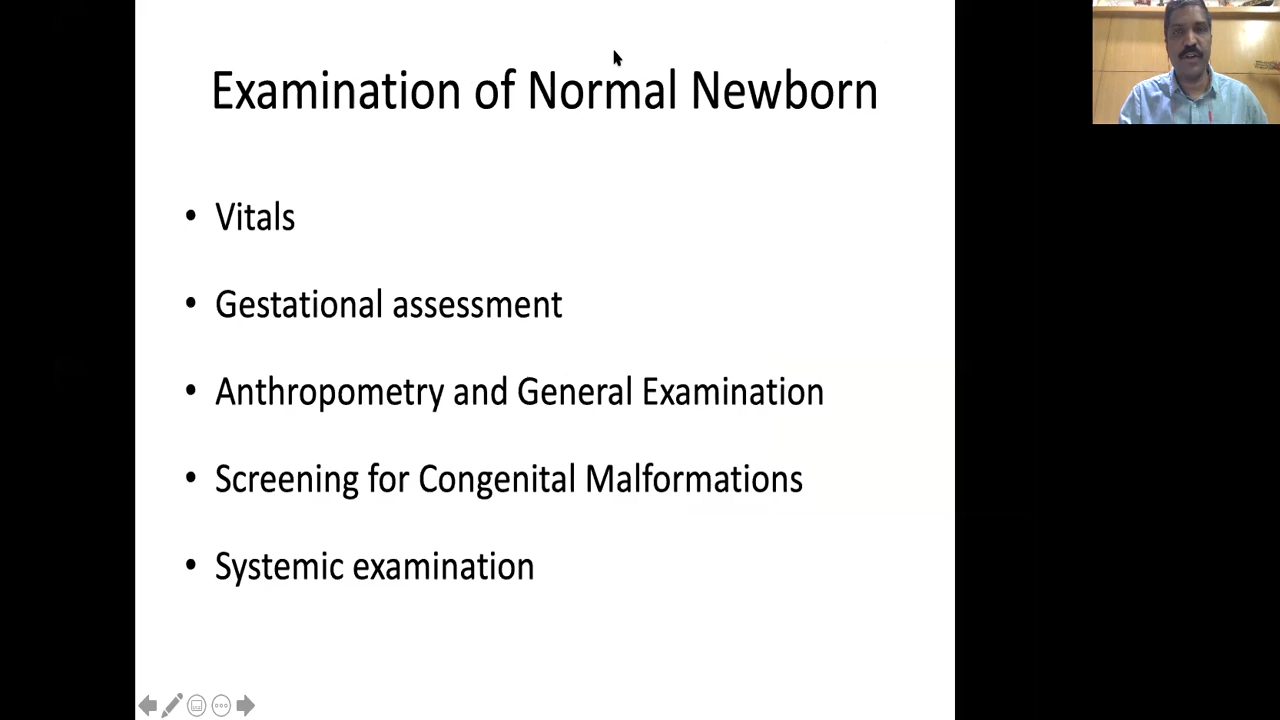 Examination of Normal Newborn
• Vitals
• Gestational assessment
• Anthropometry and General Examination
• Screening for Congenital Malformations
• Systemic examination